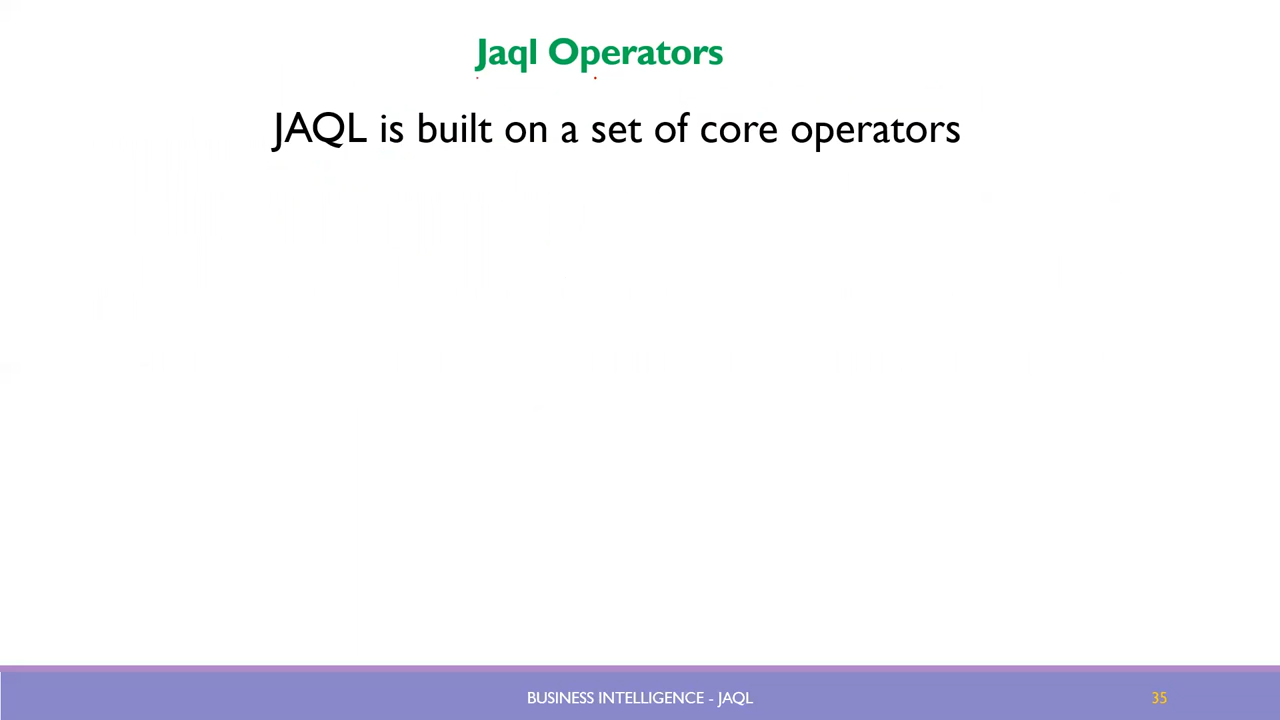 Jaql Operators
JAQL is built on a set of core operators
BUSINESS INTELLIGENCE - JAQL
35